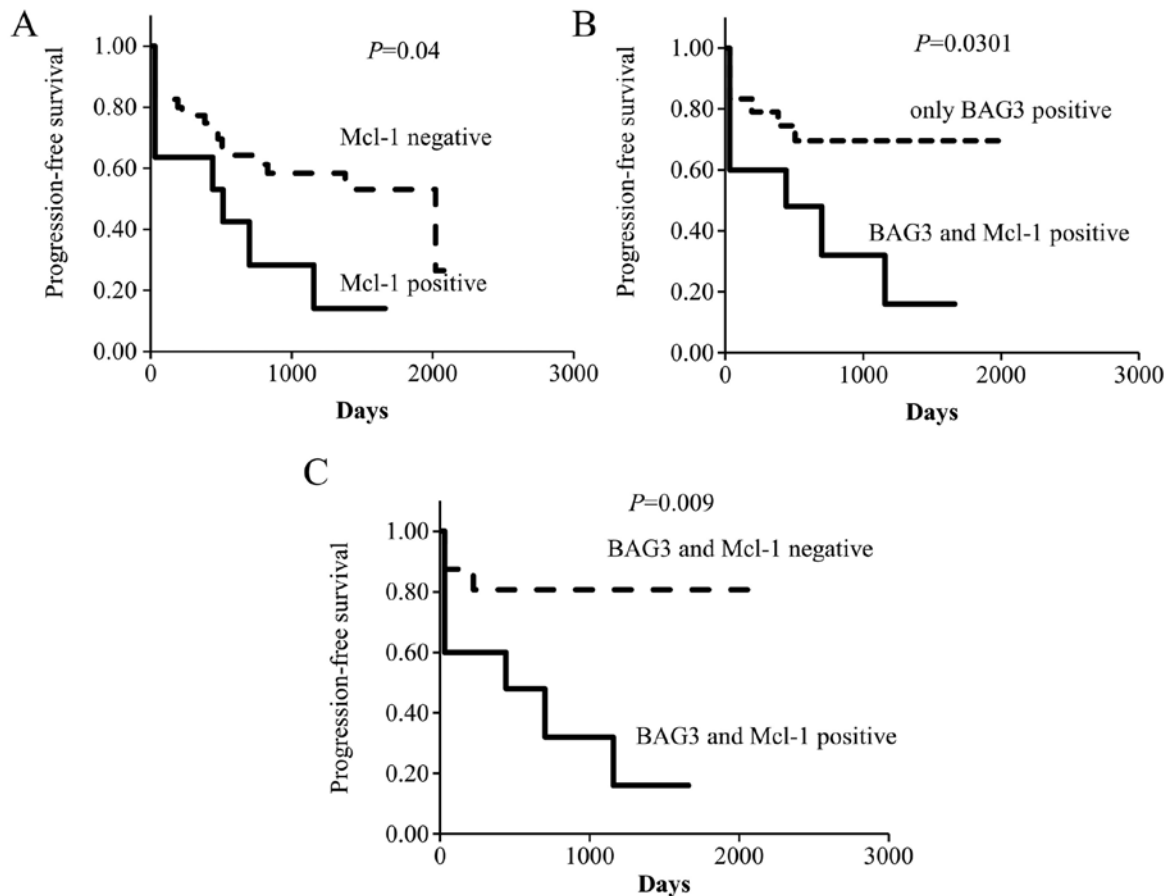 A
P=0.04
Progression-free survival
1.00
0.80
0.60
0.40
0.20
0.00
Mcl-1 negative
Mcl-1 positive
0
1000
2000
3000
Days
B
P=0.0301
Progression-free survival
1.00
0.80
0.60
0.40
0.20
0.00
only BAG3 positive
BAG3 and Mcl-1 positive
0
1000
2000
3000
Days
C
P=0.009
Progression-free survival
1.00
0.80
0.60
0.40
0.20
0.00
BAG3 and Mcl-1 negative
BAG3 and Mcl-1 positive
0
1000
2000
3000
Days